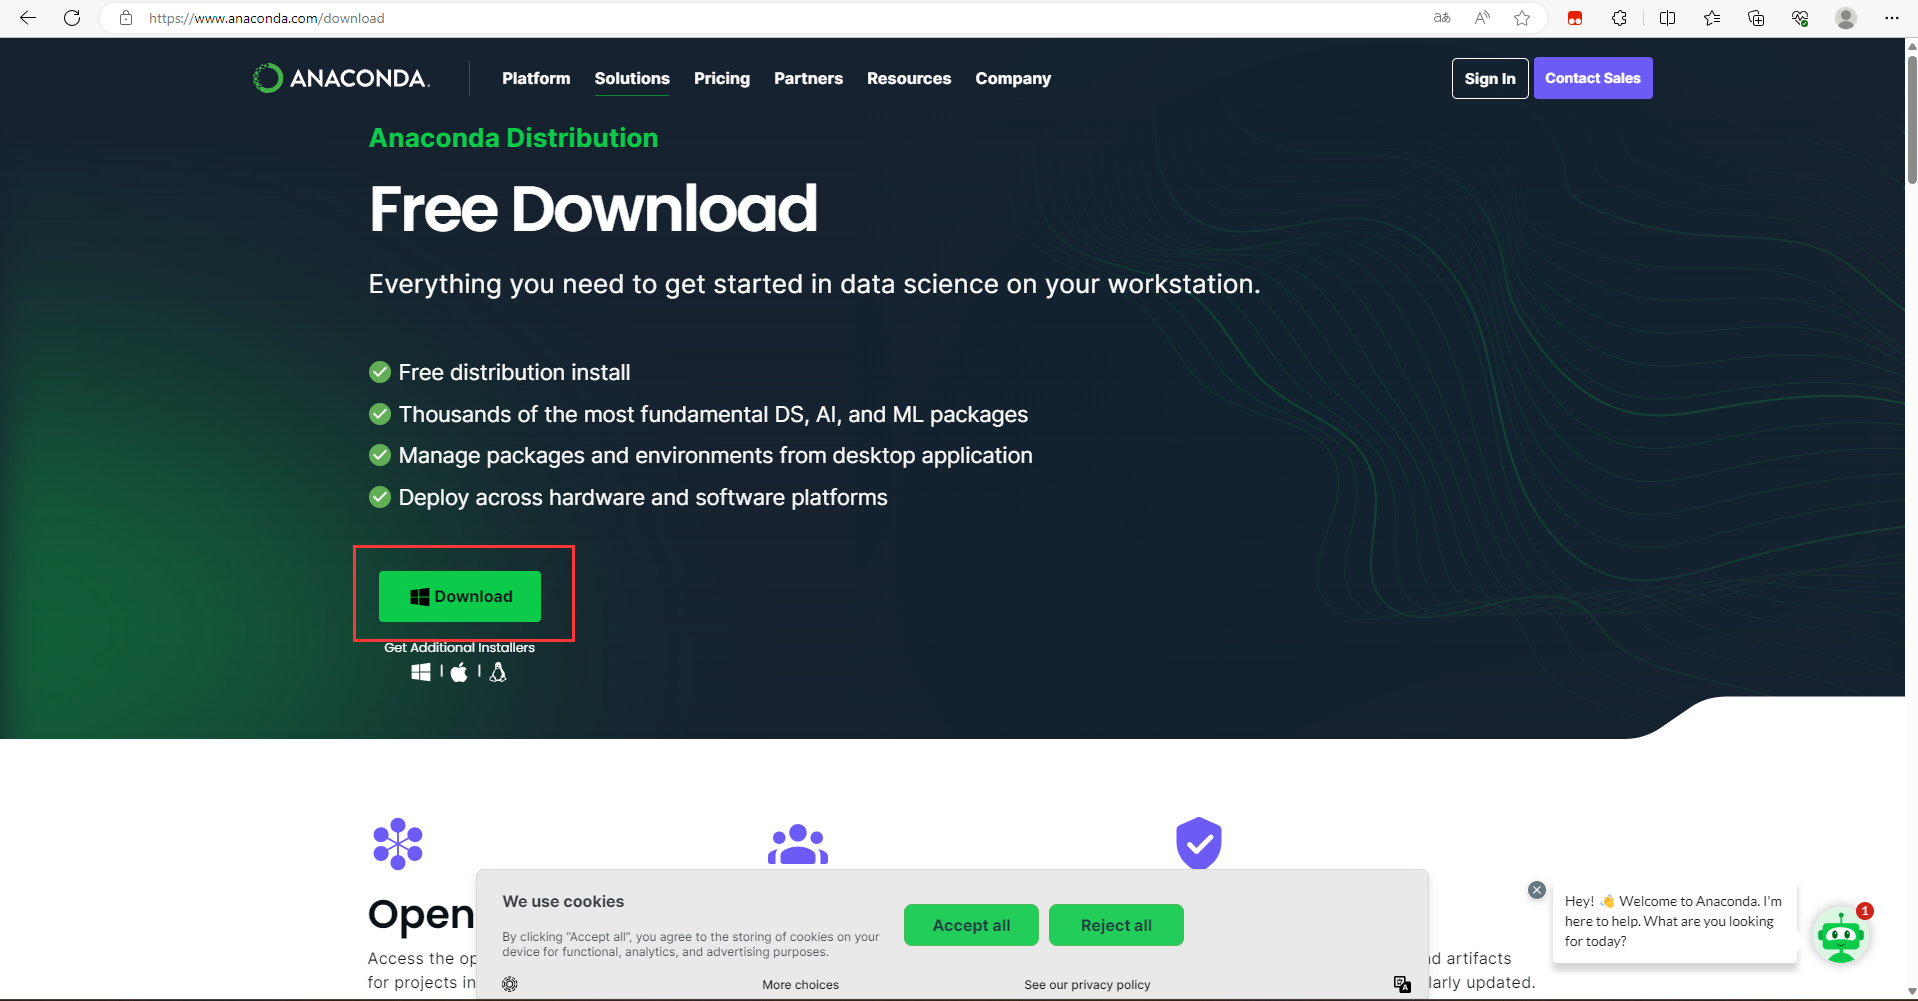 https://www.anaconda.com/download
ANACONDA.
Platform
Solutions
Pricing
Partners
Resources
Company
Sign In
Contact Sales
Anaconda Distribution
Free Download
Everything you need to get started in data science on your workstation.
Free distribution install
Thousands of the most fundamental DS, AI, and ML packages
Manage packages and environments from desktop application
Deploy across hardware and software platforms
Download
Get Additional Installers
Open
Access the op
for projects in
We use cookies
By clicking “Accept all”, you agree to the storing of cookies on your
device for functional, analytics, and advertising purposes.
Accept all
Reject all
More choices
See our privacy policy
d artifacts
larly updated.
Hey! 👋 Welcome to Anaconda. I'm
here to help. What are you looking
for today?
1